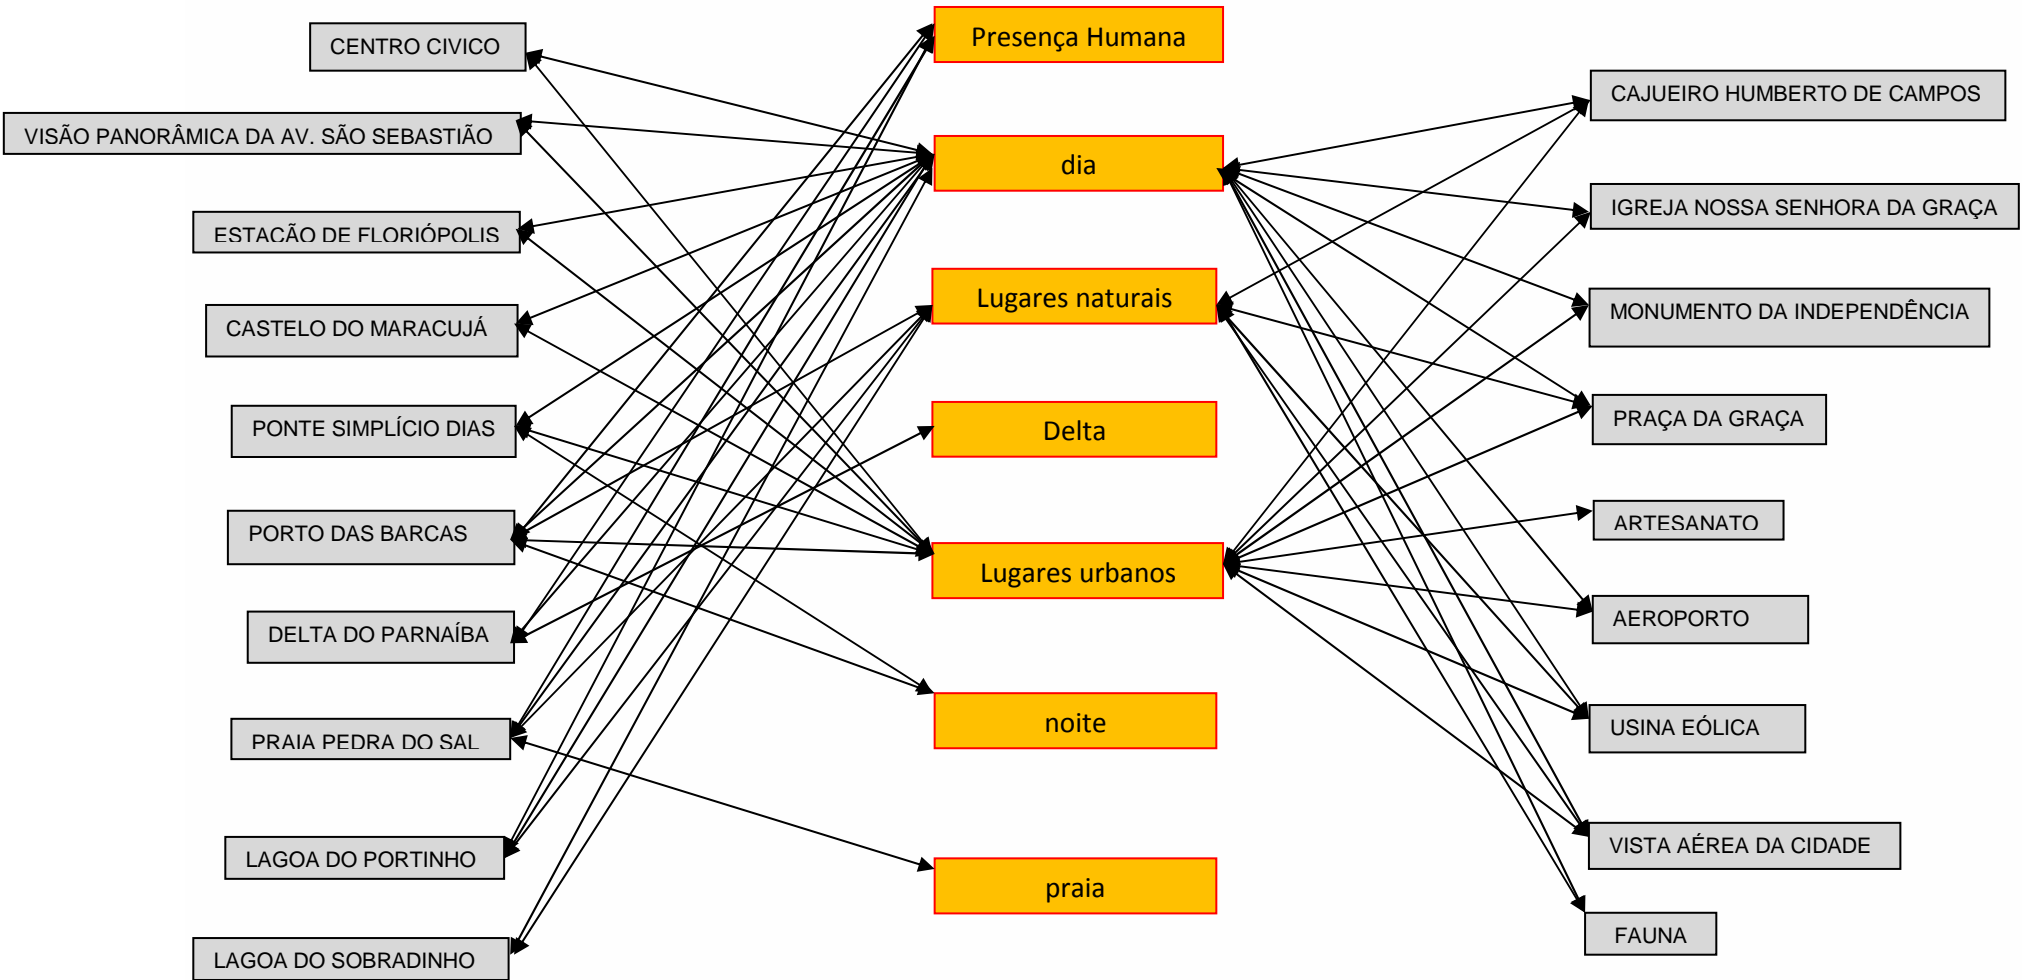 CENTRO CIVICO
VISÃO PANORÂMICA DA AV. SÃO SEBASTIÃO
ESTACÃO DE FLORIÓPOLIS
CASTELO DO MARACUJÁ
PONTE SIMPLÍCIO DIAS
PORTO DAS BARCAS
DELTA DO PARNAÍBA
PRAIA PEDRA DO SAL
LAGOA DO PORTINHO
LAGOA DO SOBRADINHO
Presença Humana
dia
Lugares naturais
Delta
Lugares urbanos
noite
praia
CAJUEIRO HUMBERTO DE CAMPOS
IGREJA NOSSA SENHORA DA GRAÇA
MONUMENTO DA INDEPENDÊNCIA
PRAÇA DA GRAÇA
ARTESANATO
AEROPORTO
USINA EÓLICA
VISTA AÉREA DA CIDADE
FAUNA